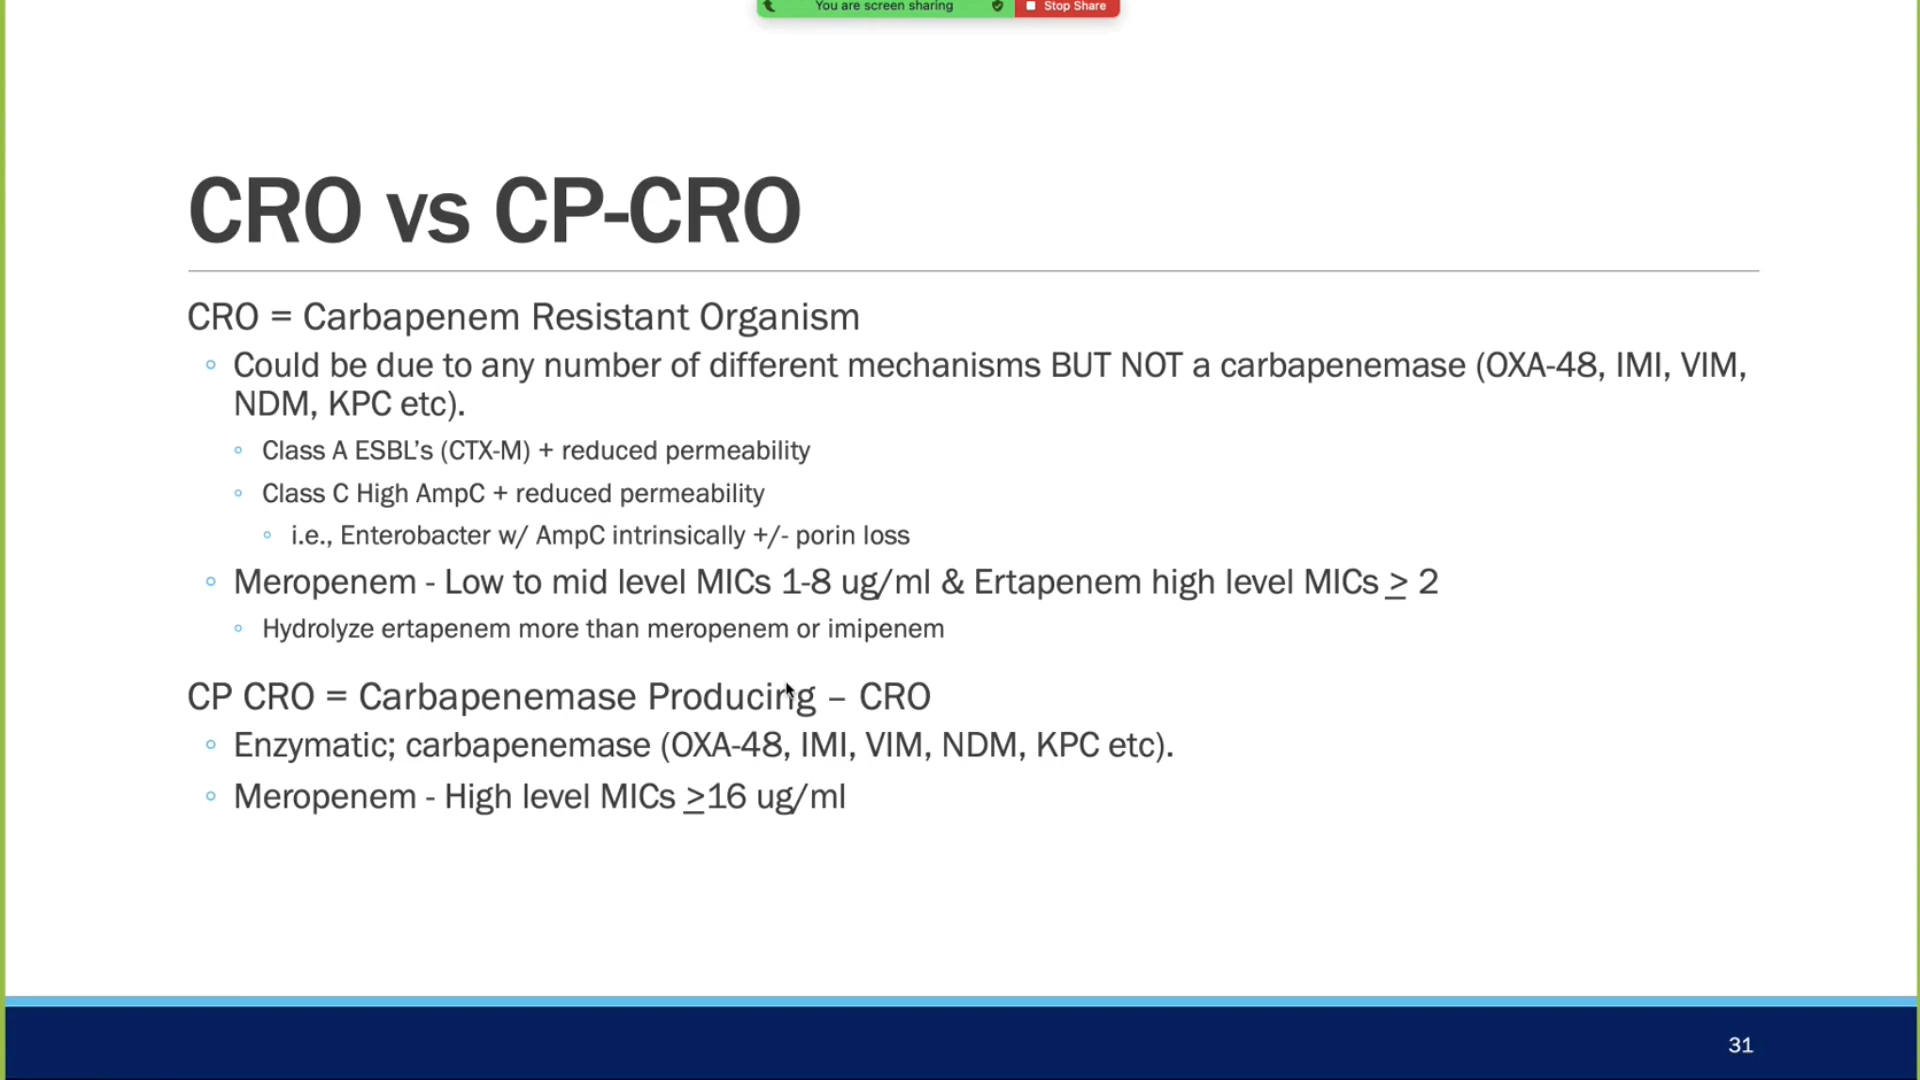 You are screen sharing
Stop Share
CRO vs CP-CRO
CRO = Carbapenem Resistant Organism
◦ Could be due to any number of different mechanisms BUT NOT a carbapenemase (OXA-48, IMI, VIM,
NDM, KPC etc).
◦ Class A ESBL’s (CTX-M) + reduced permeability
◦ Class C High AmpC + reduced permeability
◦ i.e., Enterobacter w/ AmpC intrinsically +/- porin loss
◦ Meropenem - Low to mid level MICs 1-8 ug/ml & Ertapenem high level MICs ≥ 2
◦ Hydrolyze ertapenem more than meropenem or imipenem
CP CRO = Carbapenemase Producing – CRO
◦ Enzymatic; carbapenemase (OXA-48, IMI, VIM, NDM, KPC etc).
◦ Meropenem - High level MICs ≥16 ug/ml
31